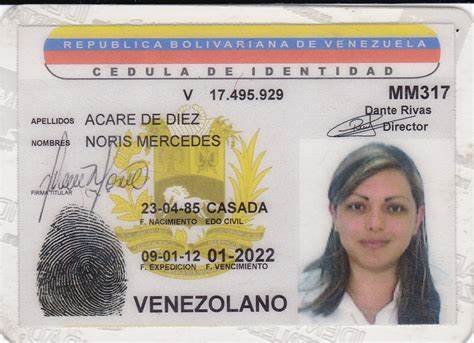 REPUBLICA BOLIVARIANA DE VENEZUELA
CEDULA DE IDENTIDAD
V 17.495.929 MM317
Dante Rivas
Director
APELLIDOS ACARE DE DIEZ
NOMBRES NORIS MERCEDES
FIRMA TITULAR
23-04-85 CASADA
F. NACIMIENTO EDO CIVIL
09-01-12 01-2022
F. EXPEDICION F. VENCIMIENTO
VENEZOLANO